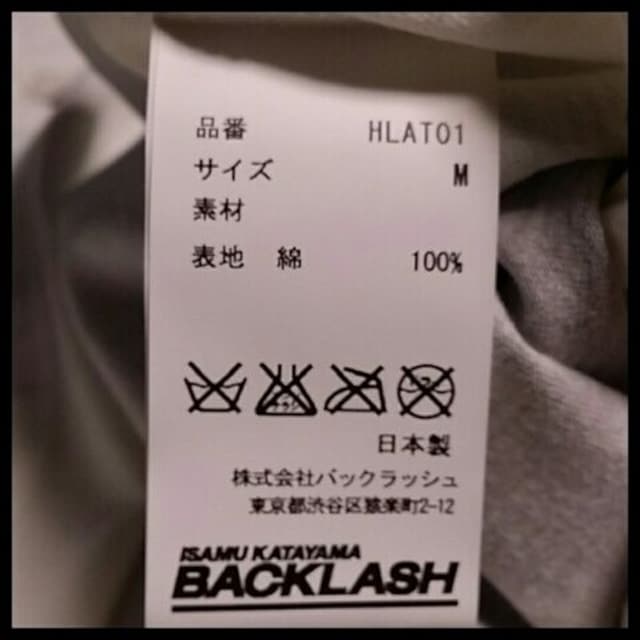 品番 HLAT01
サイズ M
素材
表地 綿 100%
日本製
株式会社バックラッシュ
東京都渋谷区猿楽町2-12
ISAMU KATAYAMA
BACKLASH